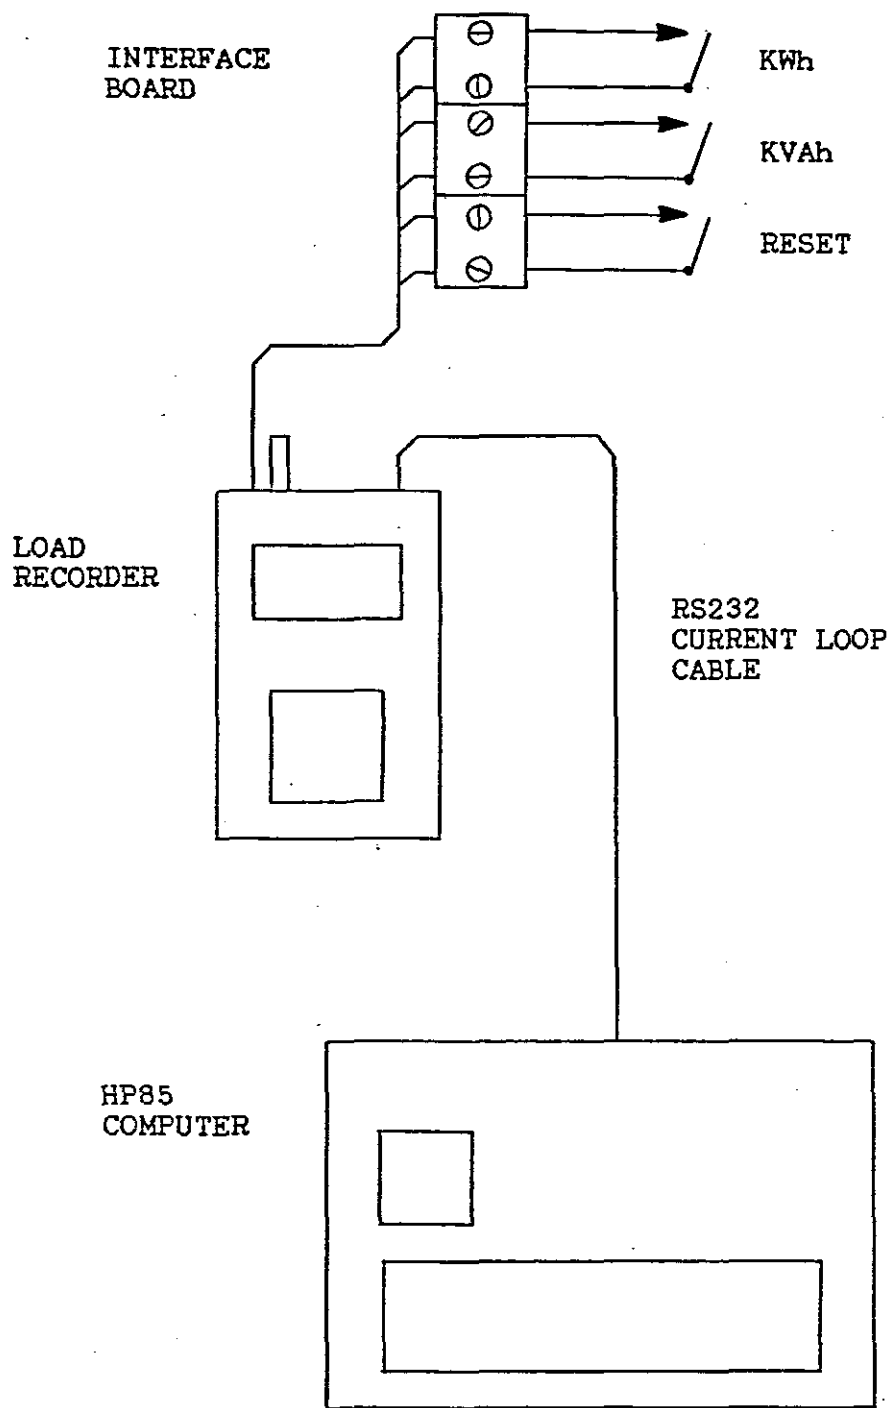 INTERFACE
BOARD
KWh
KVAh
RESET
LOAD
RECORDER
RS232
CURRENT LOOP
CABLE
HP85
COMPUTER